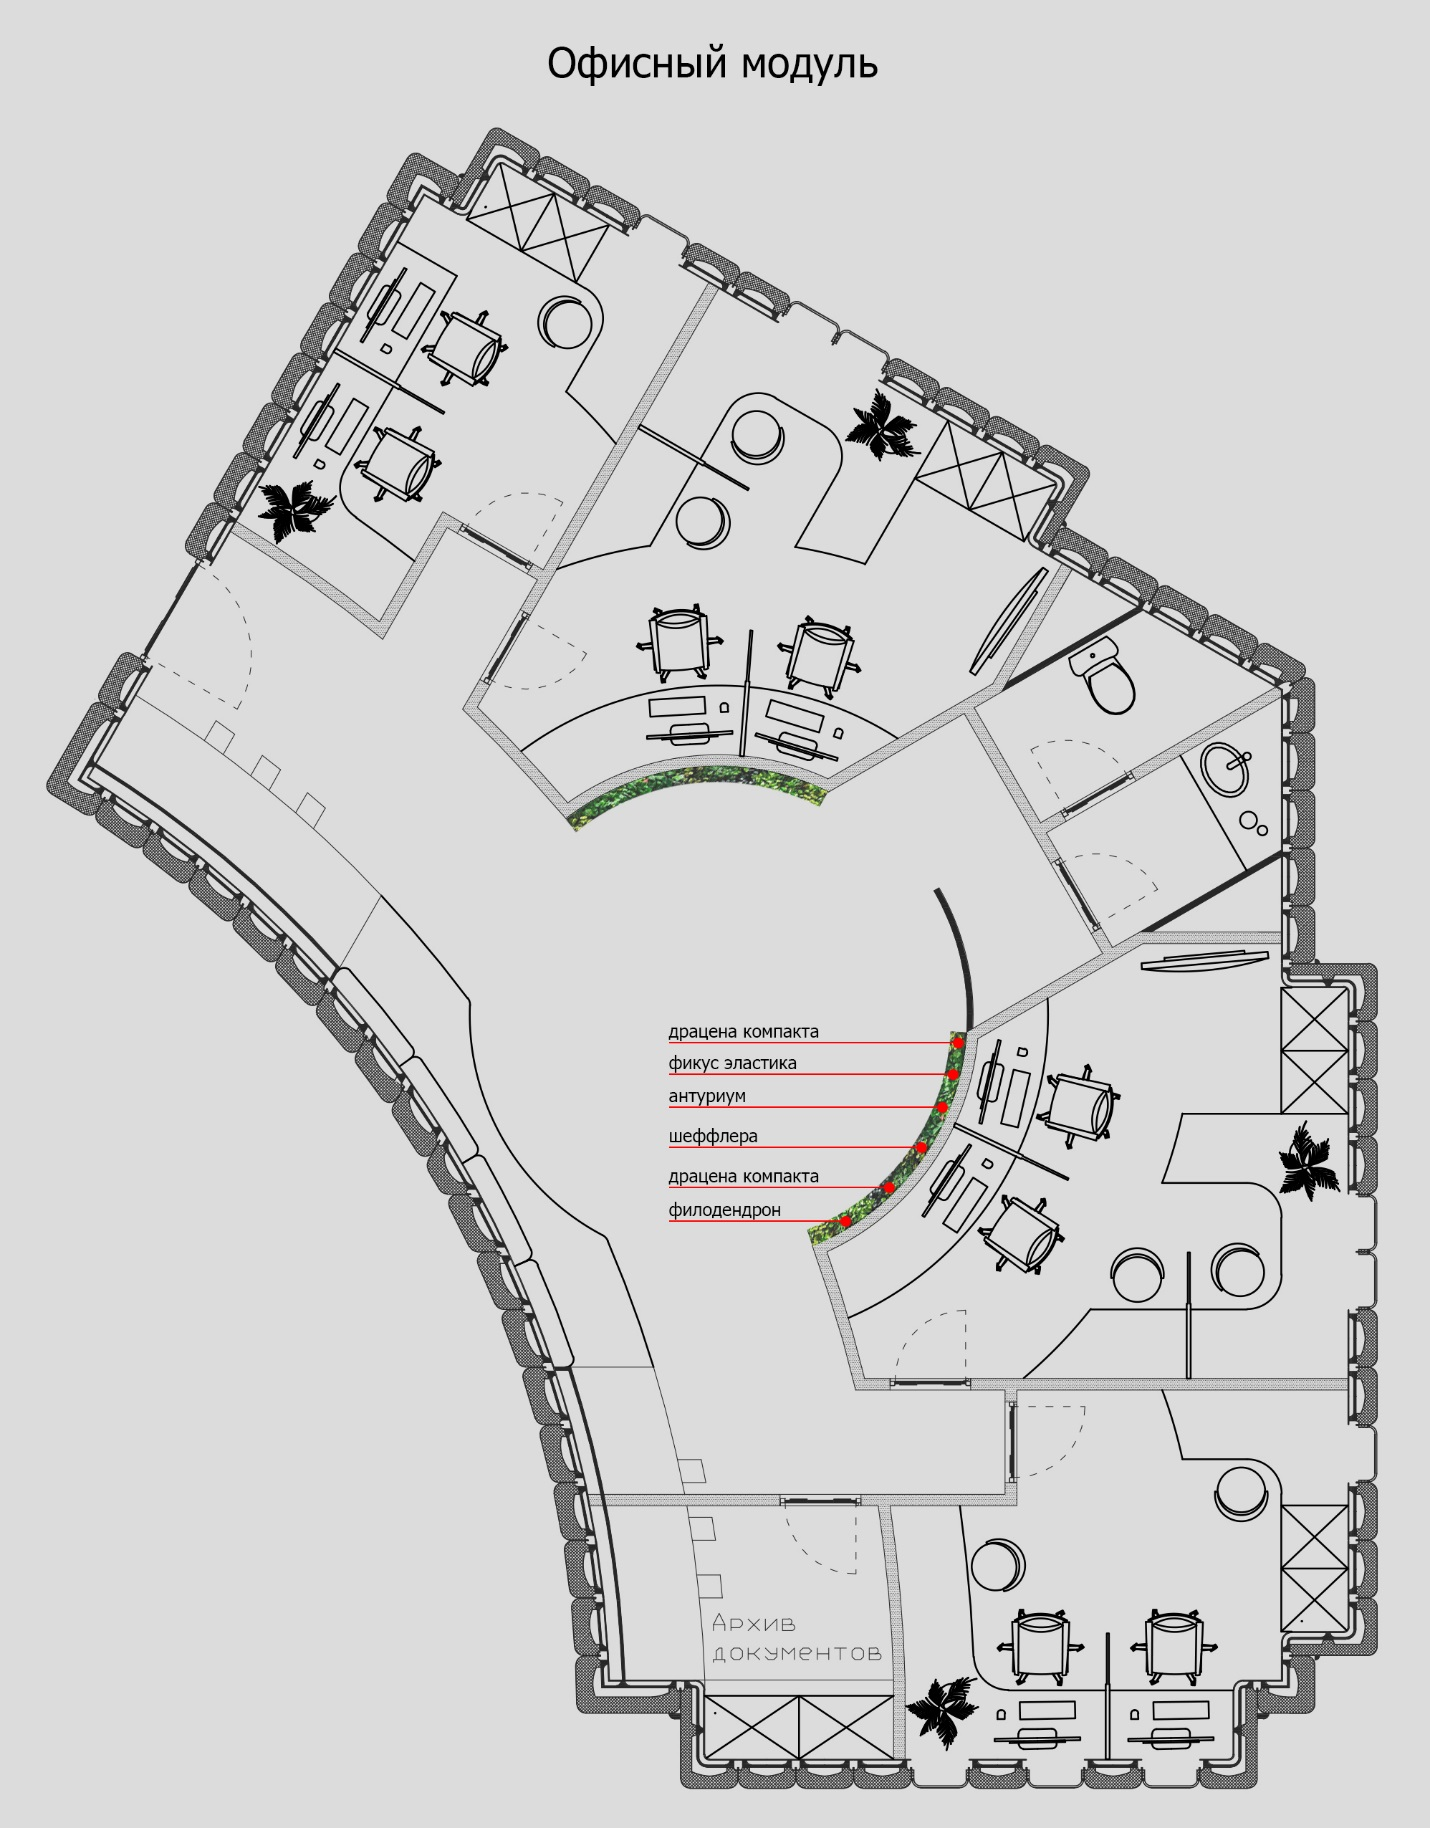 Офисный модуль
драцена компакта
фикус эластика
антуриум
шеффлера
драцена компакта
филодендрон
Архив
документов